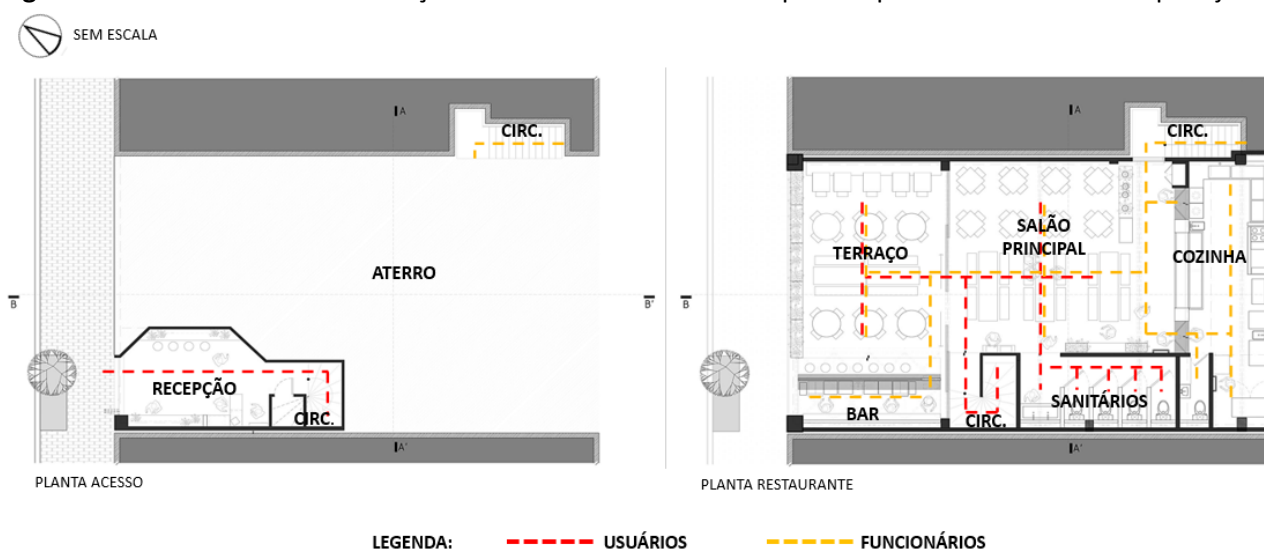 SEM ESCALA
A
CIRC.
ATERRO
B
B'
RECEPÇÃO
CIRC.
A'
PLANTA ACESSO
A
CIRC.
SALÃO
PRINCIPAL
TERRAÇO
COZINHA
B
SANITÁRIOS
BAR
CIRC.
A'
PLANTA RESTAURANTE
LEGENDA:
USUÁRIOS
FUNCIONÁRIOS